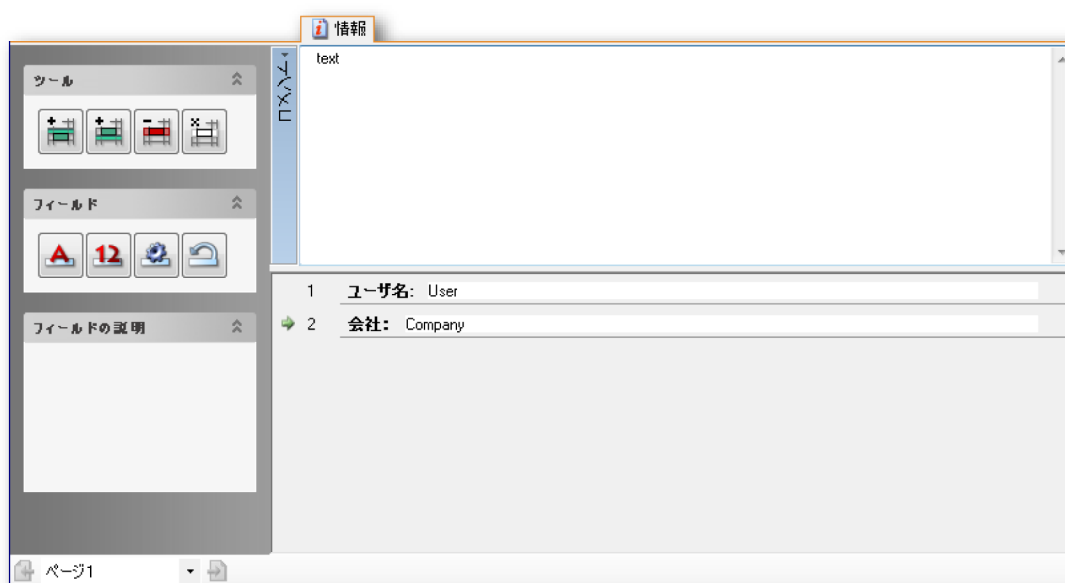 情報
ツール
フィールド
12
フィールドの説明
コメント
text
1 ユーザ名: User
2 会社: Company
ページ1